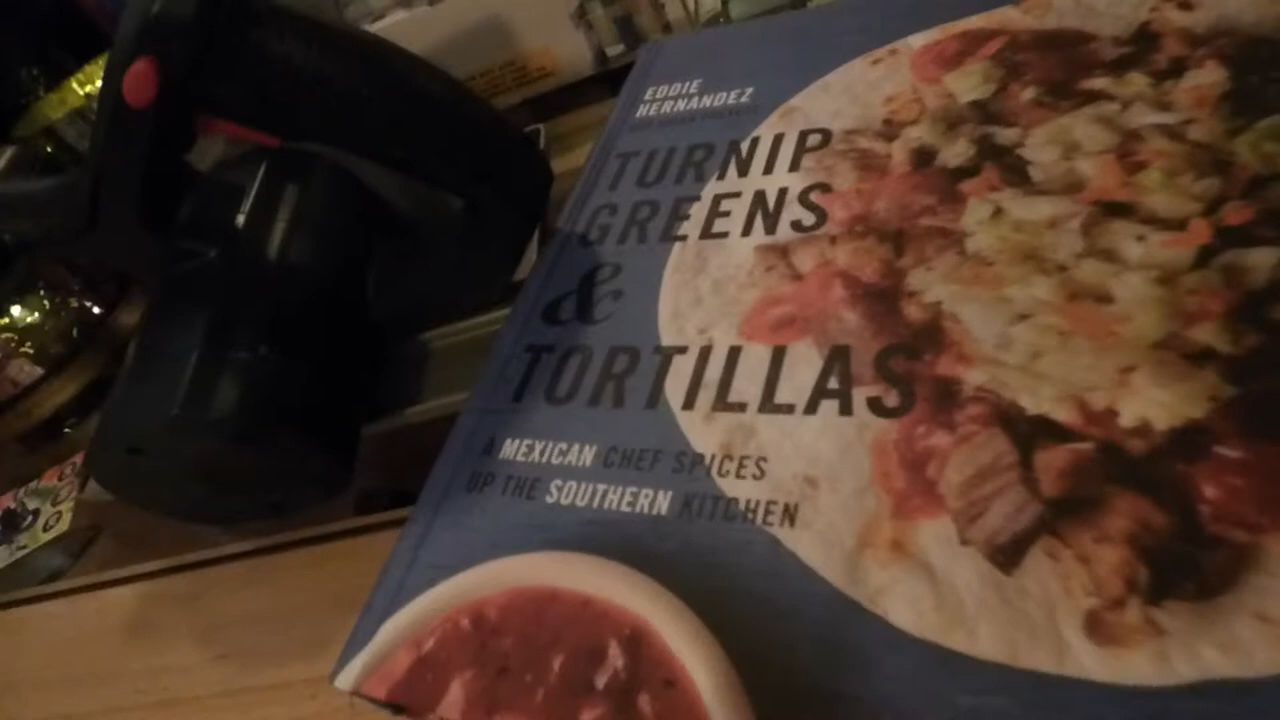 EDDIE
HERNANDEZ
TURNIP
GREENS
&
TORTILLAS
A MEXICAN CHEF SPICES
UP THE SOUTHERN KITCHEN